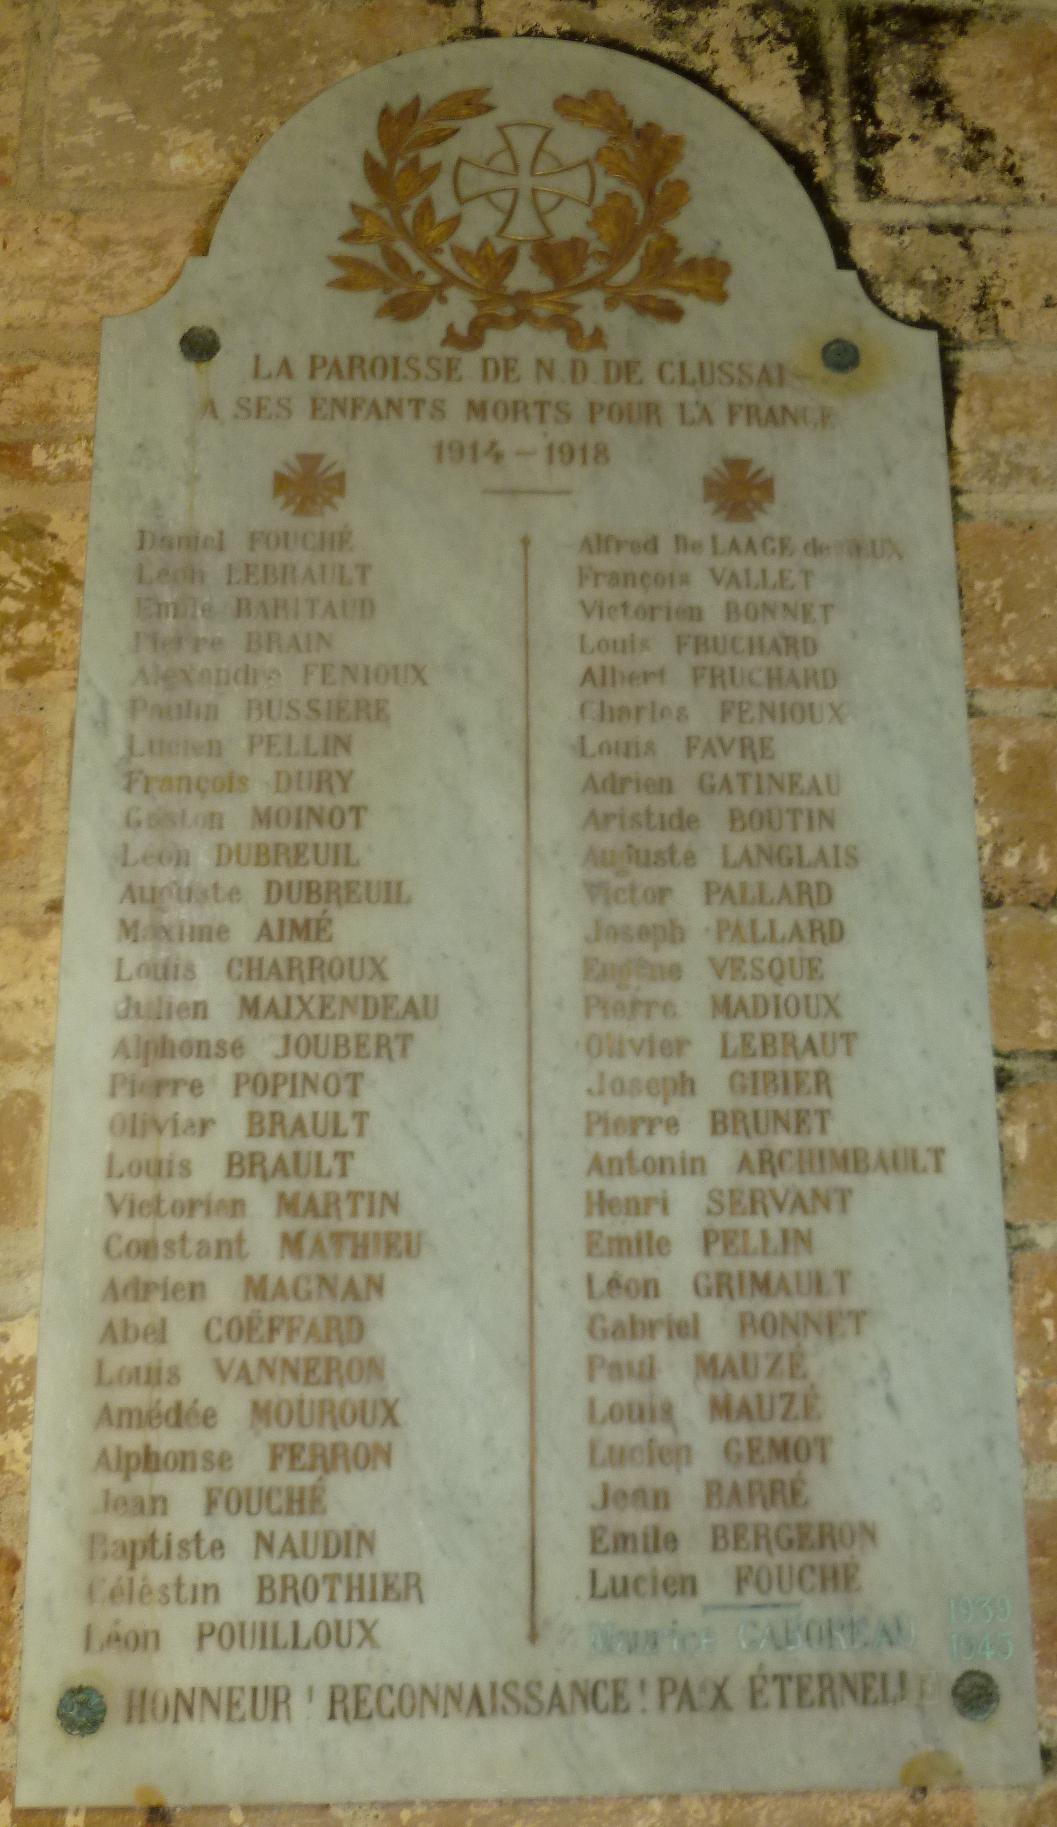 LA PAROISSE DE N.D. DE CLUSSAIS
A SES ENFANTS MORTS POUR LA FRANCE
1914 - 1918
Daniel FOUCHÉ
Léon LEBRAULT
Emile BARITAUD
Pierre BRAIN
Alexandre FENIOUX
Paulin BUSSIERE
Lucien PELLIN
François DURY
Gaston MOINOT
Léon DUBREUIL
Auguste DUBREUIL
Maxime AIMÉ
Louis CHARROUX
Julien MAIXENDEAU
Alphonse JOUBERT
Pierre POPINOT
Olivier BRAULT
Louis BRAULT
Victorien MARTIN
Constant MATHIEU
Adrien MAGNAN
Abel COËFFARD
Louis VANNERON
Amédée MOUROUX
Alphonse FERRON
Jean FOUCHÉ
Baptiste NAUDIN
Célèstin BROTHIER
Léon POUILLOUX
Alfred De LAAGE de
François VALLET
Victorien BONNET
Louis FRUCHARD
Albert FRUCHARD
Charles FENIOUX
Louis FAVRE
Adrien GATINEAU
Aristide BOUTIN
Auguste LANGLAIS
Victor PALLARD
Joseph PALLARD
Eugène VESQUE
Pierre MADIOUX
Olivier LEBRAUT
Joseph GIBIER
Pierre BRUNET
Antonin ARCHIMBAULT
Henri SERVANT
Emile PELLIN
Léon GRIMAULT
Gabriel BONNET
Paul MAUZÉ
Louis MAUZÉ
Lucien GEMOT
Jean BARRÉ
Emile BERGERON
Lucien FOUCHÉ
Maurice GABOREAU
1939
1945
HONNEUR ! RECONNAISSANCE ! PAIX ÉTERNELLE